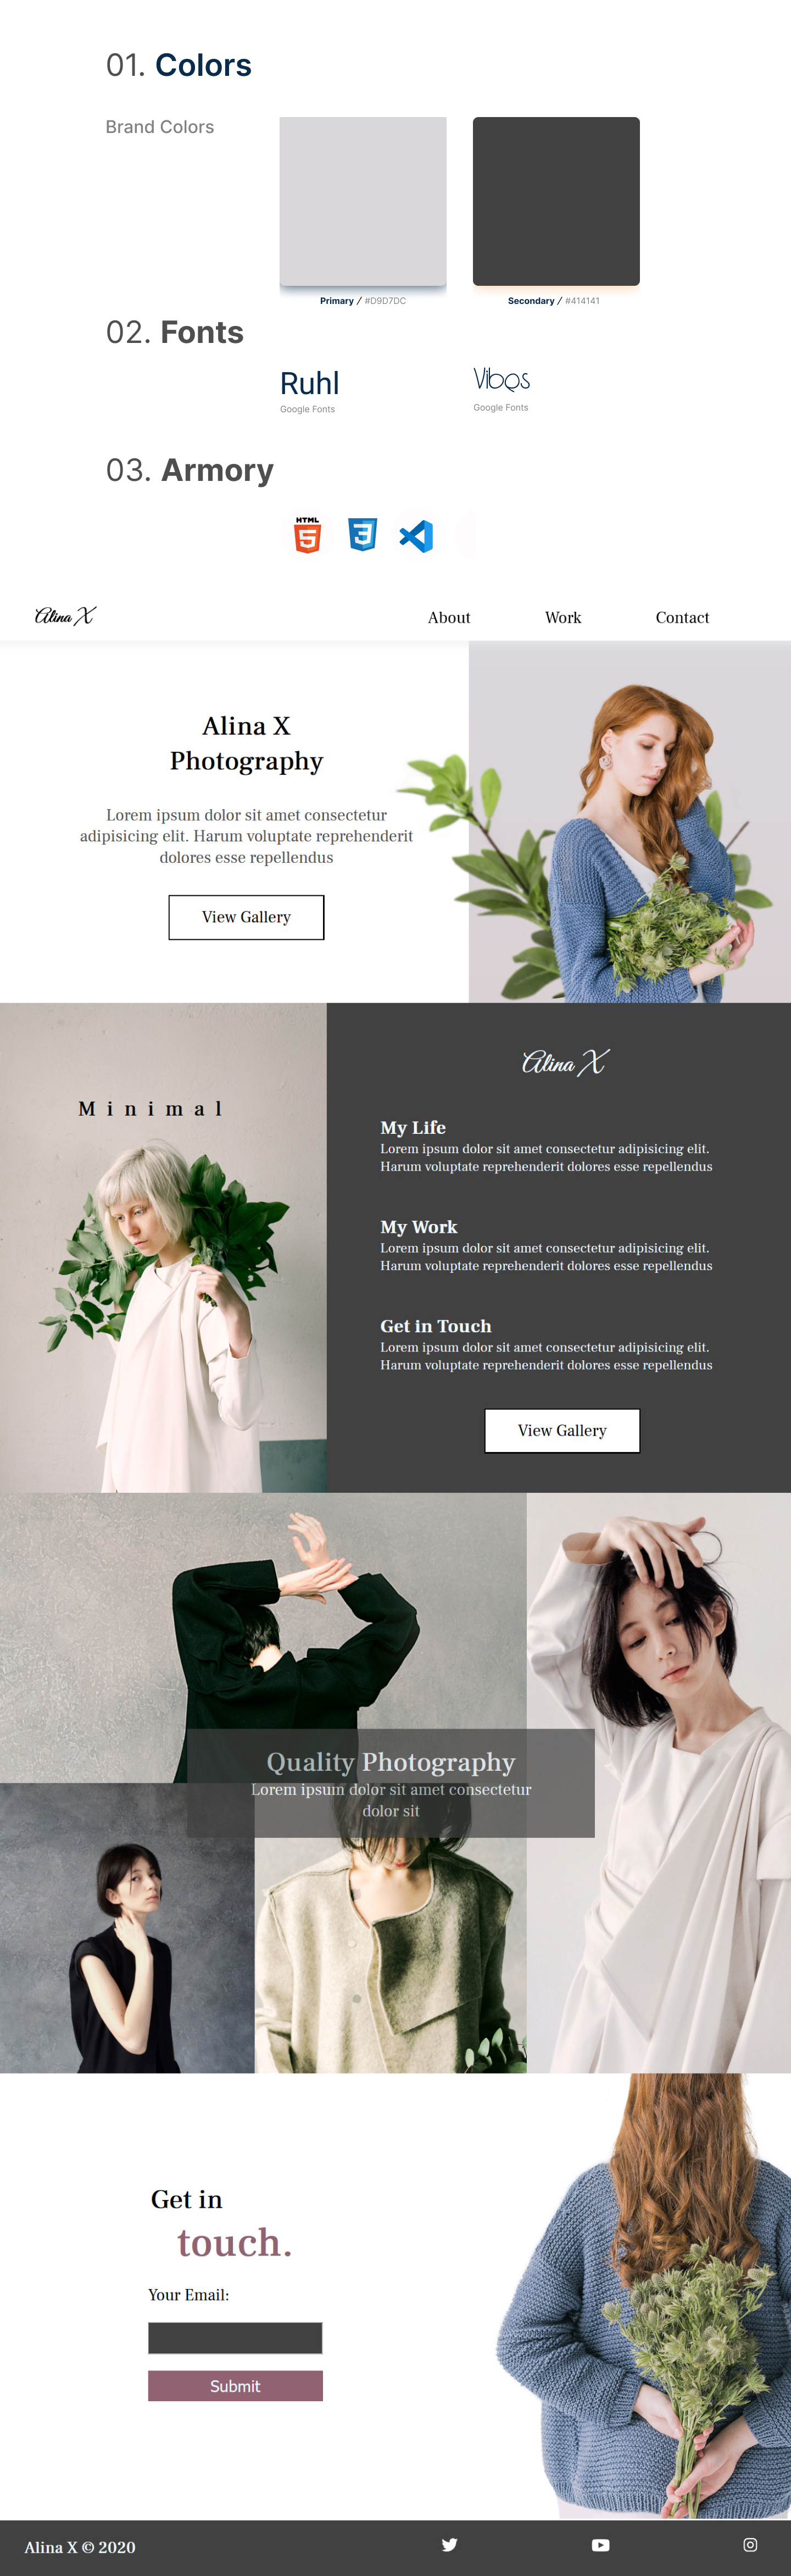 01. Colors
Brand Colors
Primary / #D9D7DC
Secondary / #414141
02. Fonts
Ruhl
Google Fonts
Vibes
Google Fonts
03. Armory
HTML
5
3
Alina X
About Work Contact
Alina X
Photography
Lorem ipsum dolor sit amet consectetur
adipisicing elit. Harum voluptate reprehenderit
dolores esse repellendus
View Gallery
Minimal
Alina X
My Life
Lorem ipsum dolor sit amet consectetur adipisicing elit.
Harum voluptate reprehenderit dolores esse repellendus
My Work
Lorem ipsum dolor sit amet consectetur adipisicing elit.
Harum voluptate reprehenderit dolores esse repellendus
Get in Touch
Lorem ipsum dolor sit amet consectetur adipisicing elit.
Harum voluptate reprehenderit dolores esse repellendus
View Gallery
Quality Photography
Lorem ipsum dolor sit amet consectetur
dolor sit
Get in
touch.
Your Email:
Submit
Alina X © 2020